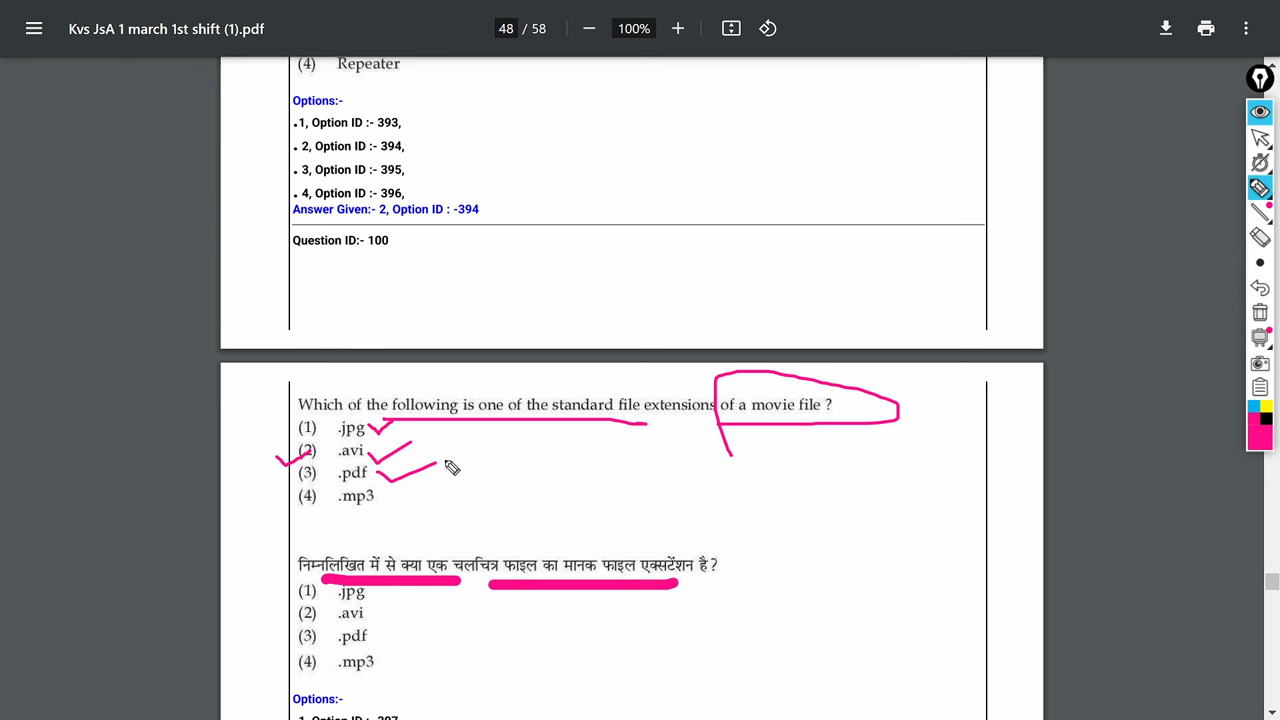 Kvs JsA 1 march 1st shift (1).pdf
48 / 58
100%
(4) Repeater
Options:-
.1, Option ID :- 393,
. 2, Option ID :- 394,
. 3, Option ID :- 395,
. 4, Option ID :- 396,
Answer Given:- 2, Option ID : -394
Question ID:- 100
Which of the following is one of the standard file extensions of a movie file ?
(1) .jpg
(2) .avi
(3) .pdf
(4) .mp3
निम्नलिखित में से क्या एक चलचित्र फाइल का मानक फाइल एक्सटेंशन है?
(1) .jpg
(2) .avi
(3) .pdf
(4) .mp3
Options:-
1, Option ID :- 397